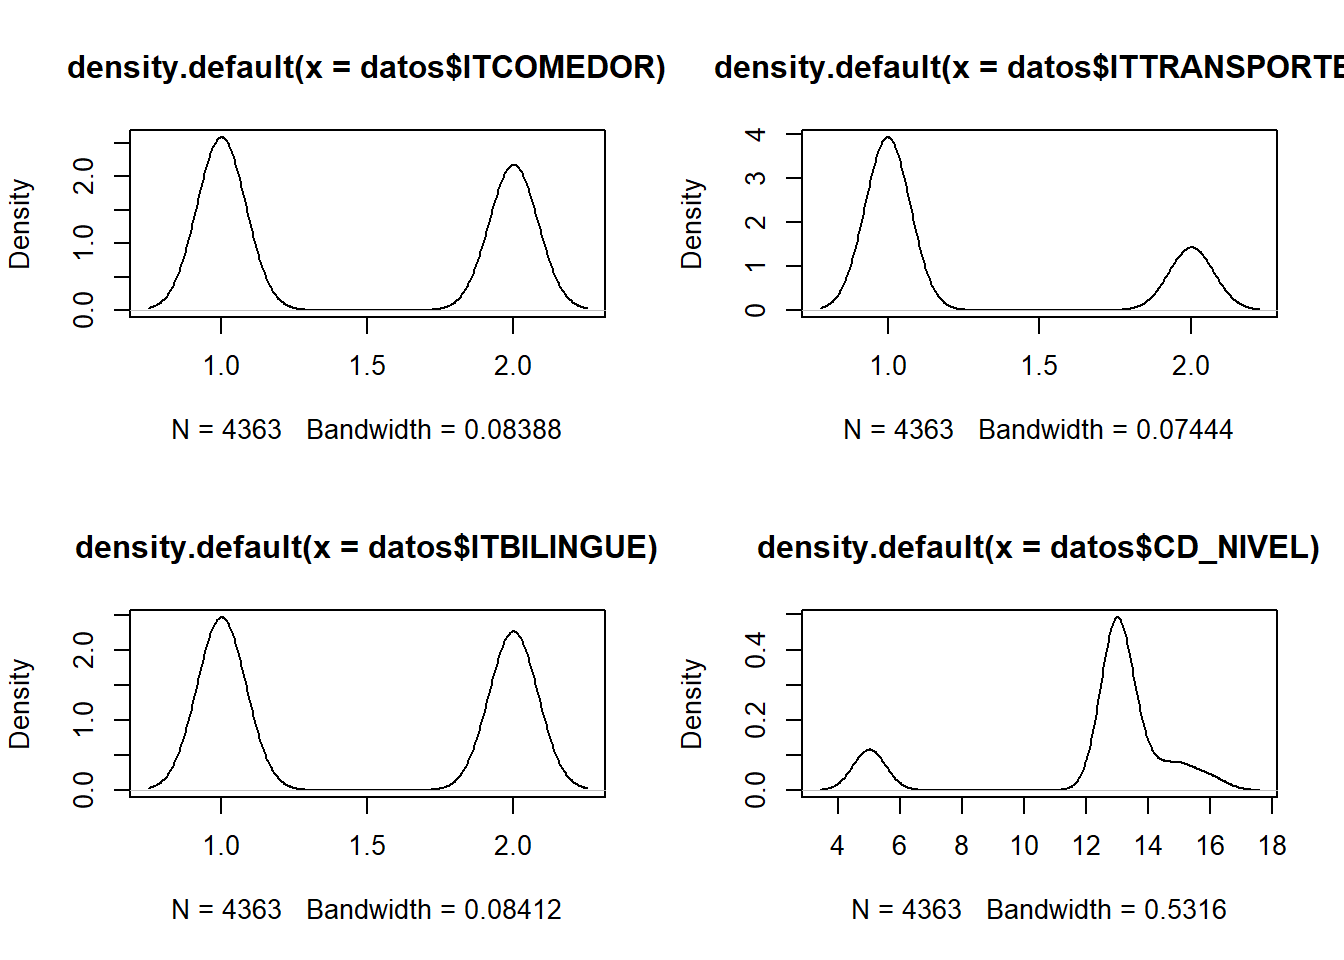 density.default(x = datos$ITCOMEDOR)
Density
0.0 1.0 2.0
1.0 1.5 2.0
N = 4363 Bandwidth = 0.08388
density.default(x = datos$ITTRANSPORTE
Density
0 1 2 3 4
1.0 1.5 2.0
N = 4363 Bandwidth = 0.07444
density.default(x = datos$ITBILINGUE)
Density
0.0 1.0 2.0
1.0 1.5 2.0
N = 4363 Bandwidth = 0.08412
density.default(x = datos$CD_NIVEL)
Density
0.0 0.2 0.4
4 6 8 10 12 14 16 18
N = 4363 Bandwidth = 0.5316